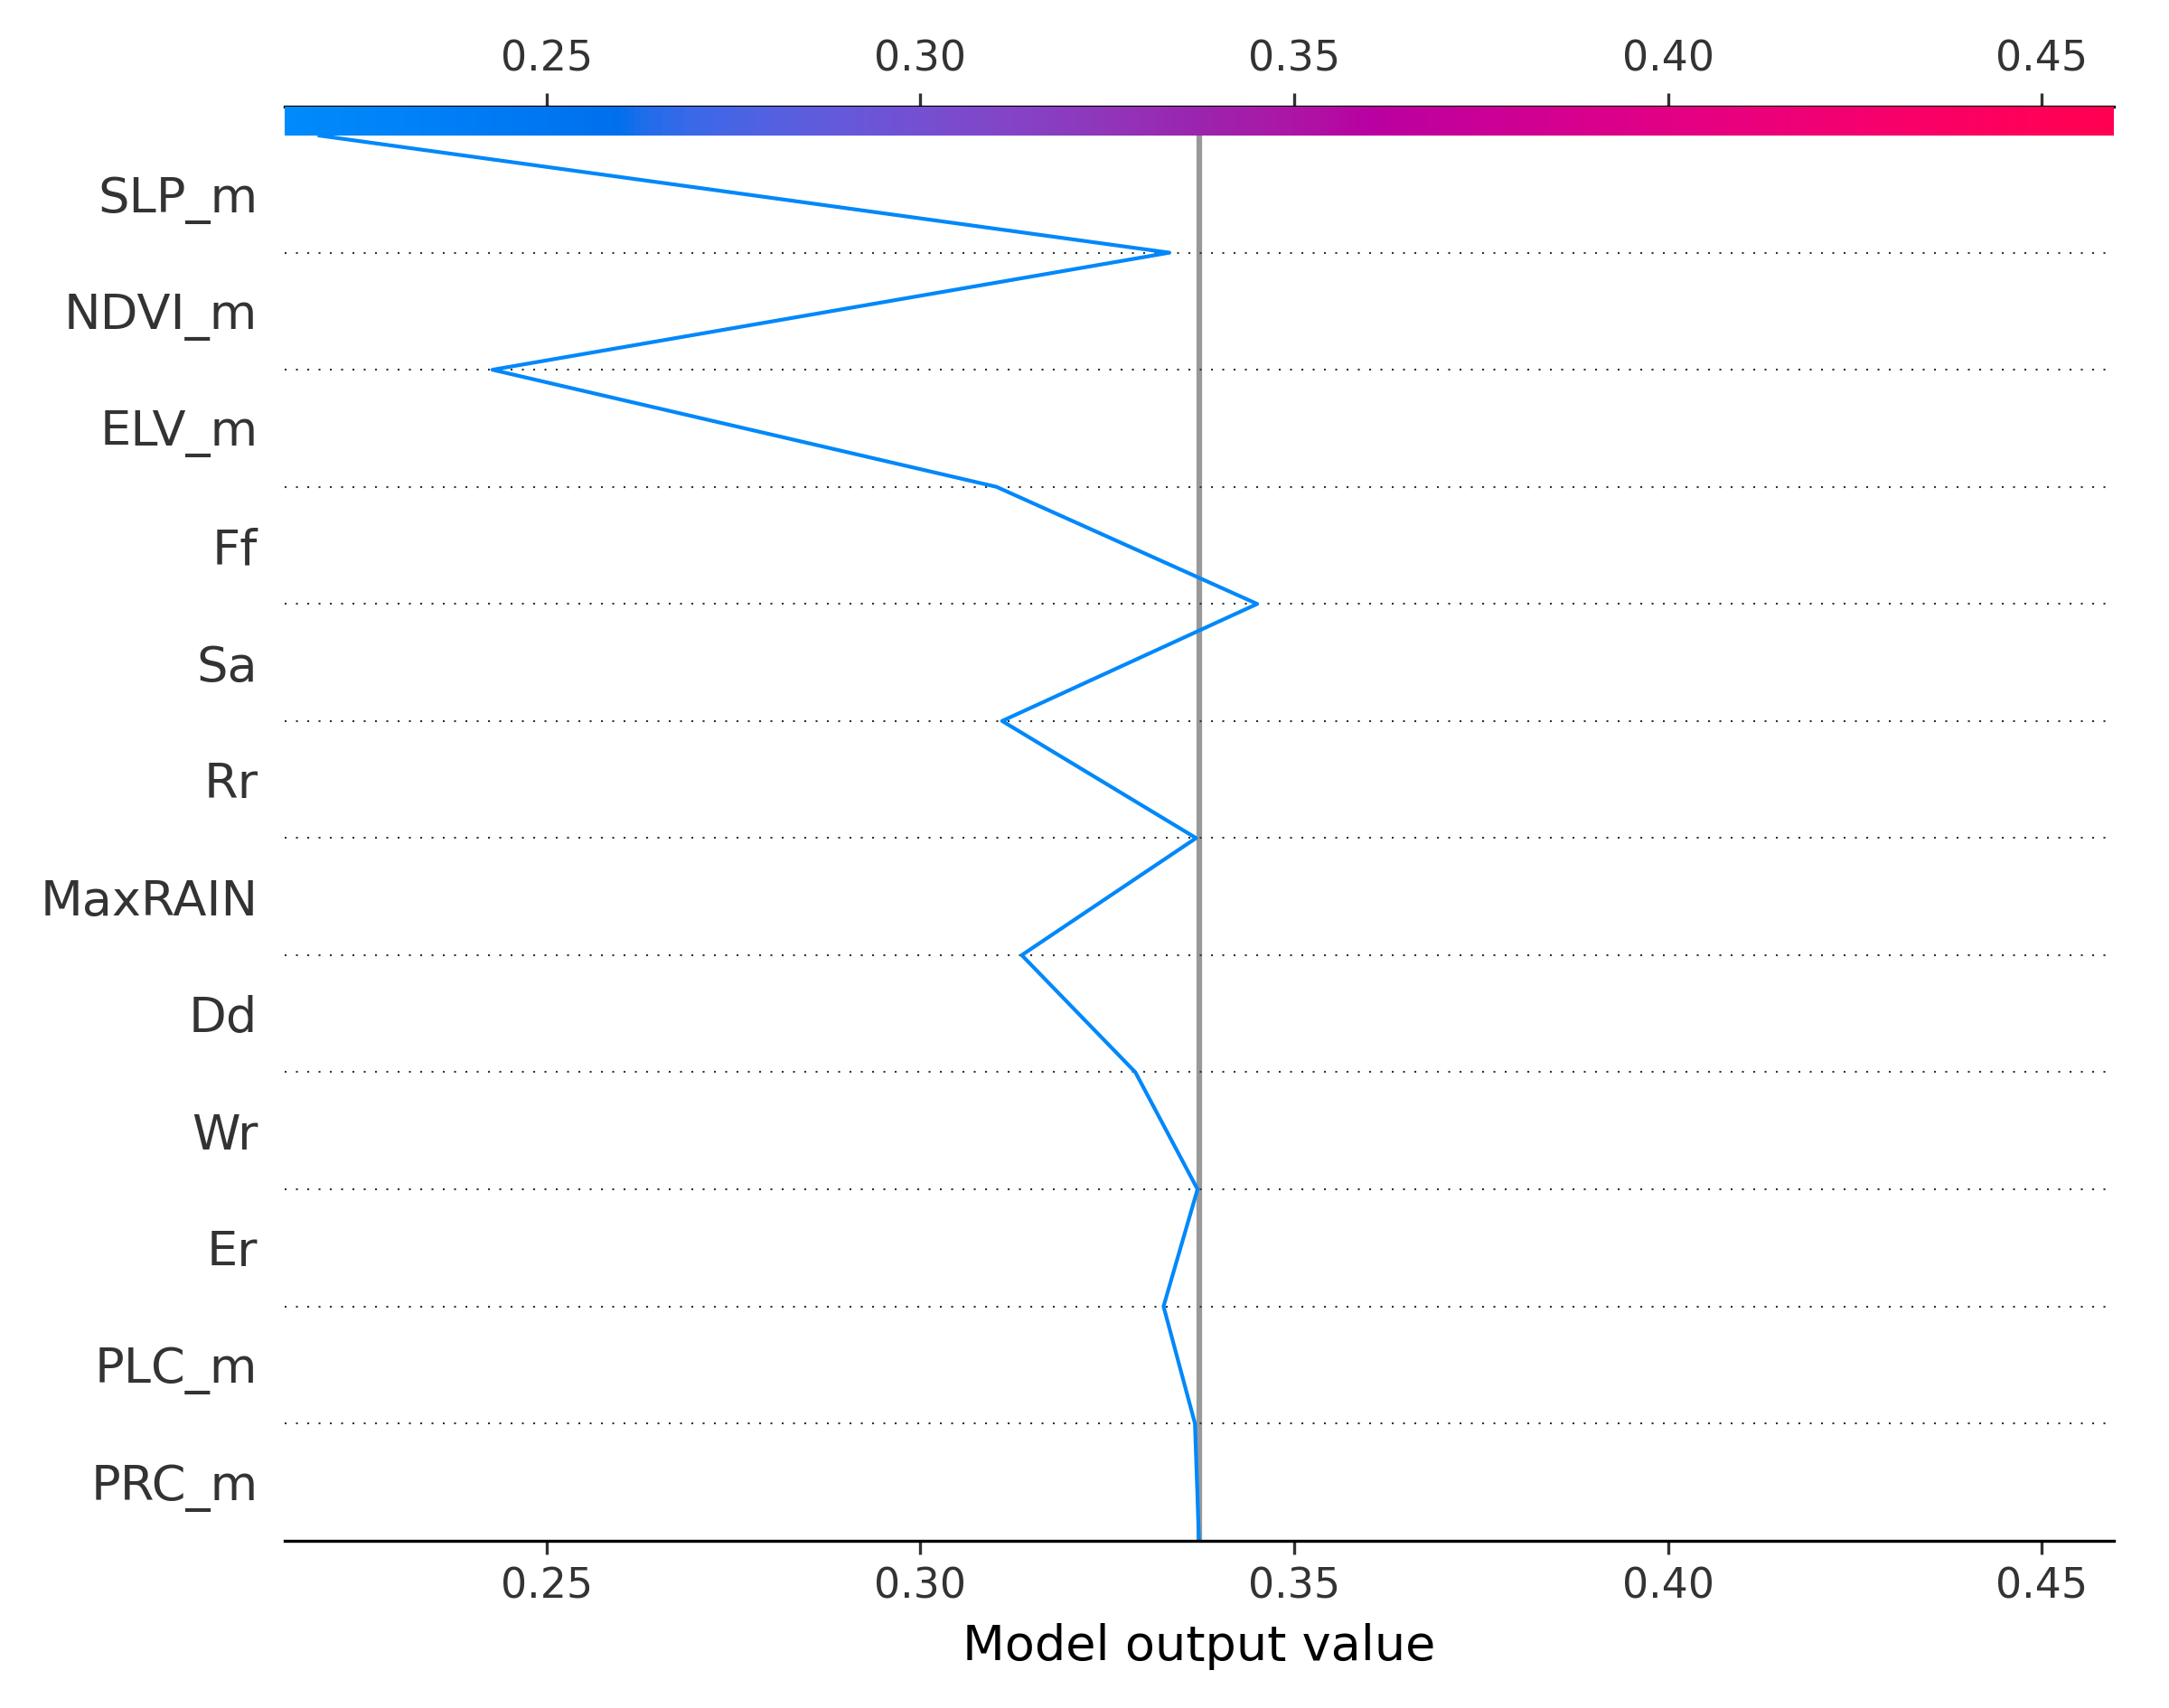 0.25 0.30 0.35 0.40 0.45
SLP_m
NDVI_m
ELV_m
Ff
Sa
Rr
MaxRAIN
Dd
Wr
Er
PLC_m
PRC_m
0.25 0.30 0.35 0.40 0.45
Model output value